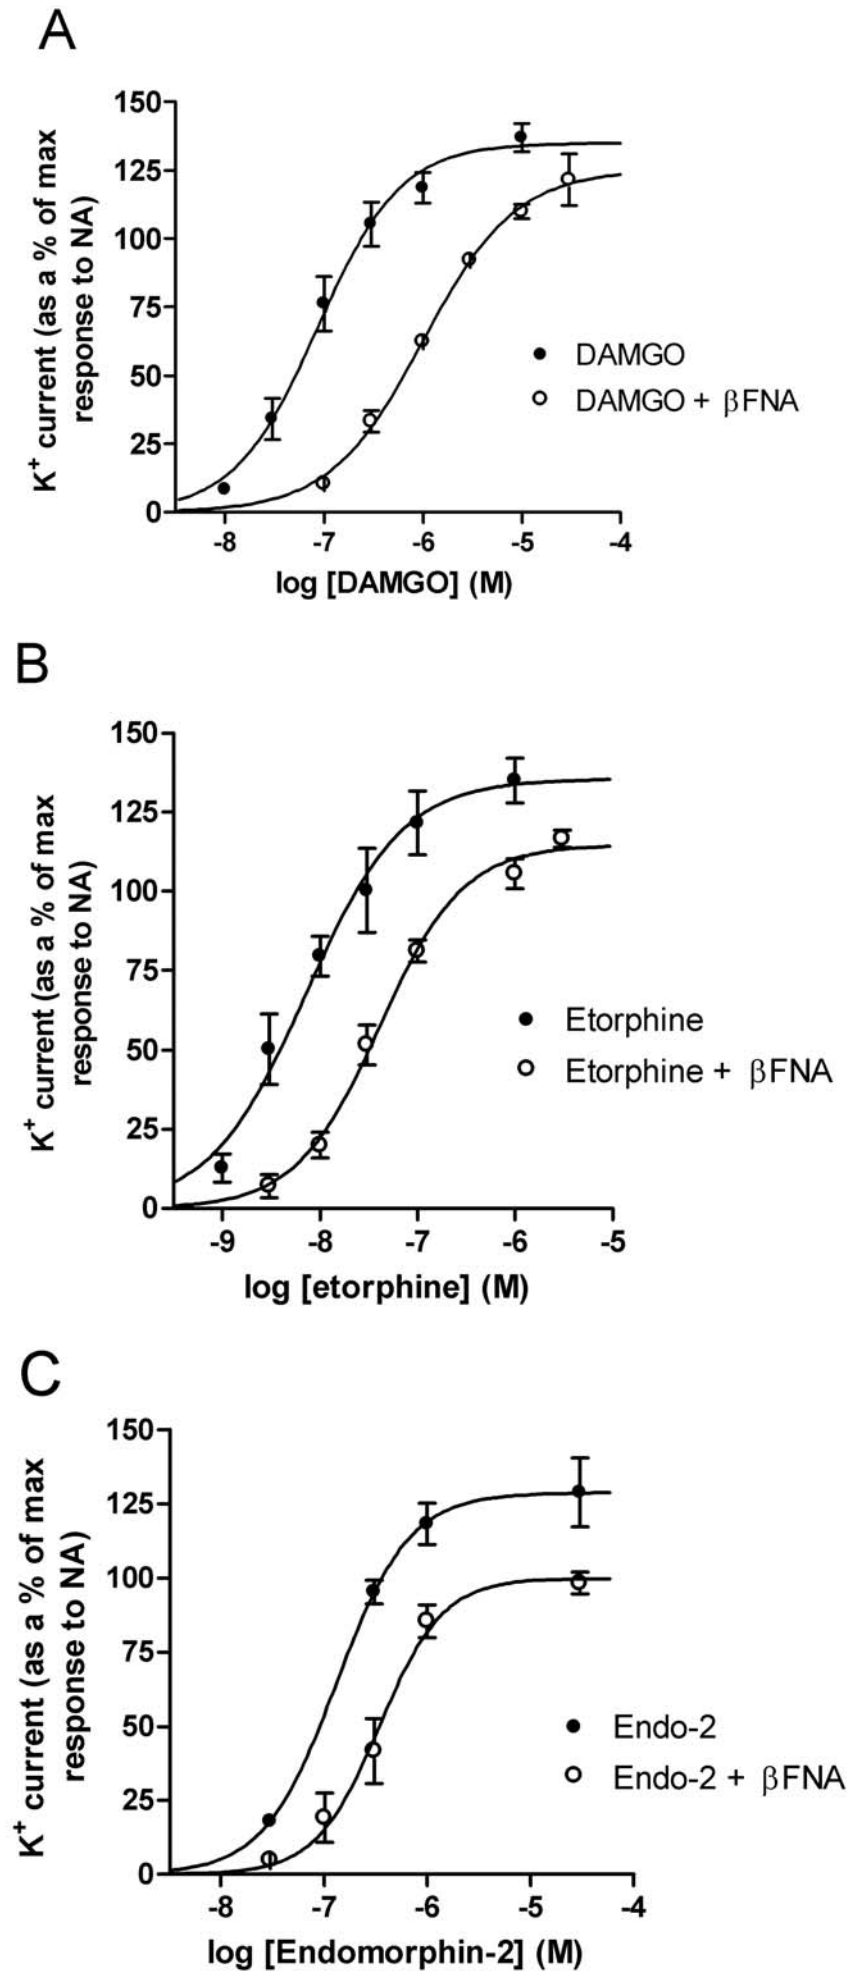 A
150
125
100
75
50
25
0
K+ current (as a % of max
response to NA)
DAMGO
DAMGO + βFNA
-8 -7 -6 -5 -4
log [DAMGO] (M)
B
150
125
100
75
50
25
0
K+ current (as a % of max
response to NA)
Etorphine
Etorphine + βFNA
-9 -8 -7 -6 -5
log [etorphine] (M)
C
150
125
100
75
50
25
0
K+ current (as a % of max
response to NA)
Endo-2
Endo-2 + βFNA
-8 -7 -6 -5 -4
log [Endomorphin-2] (M)